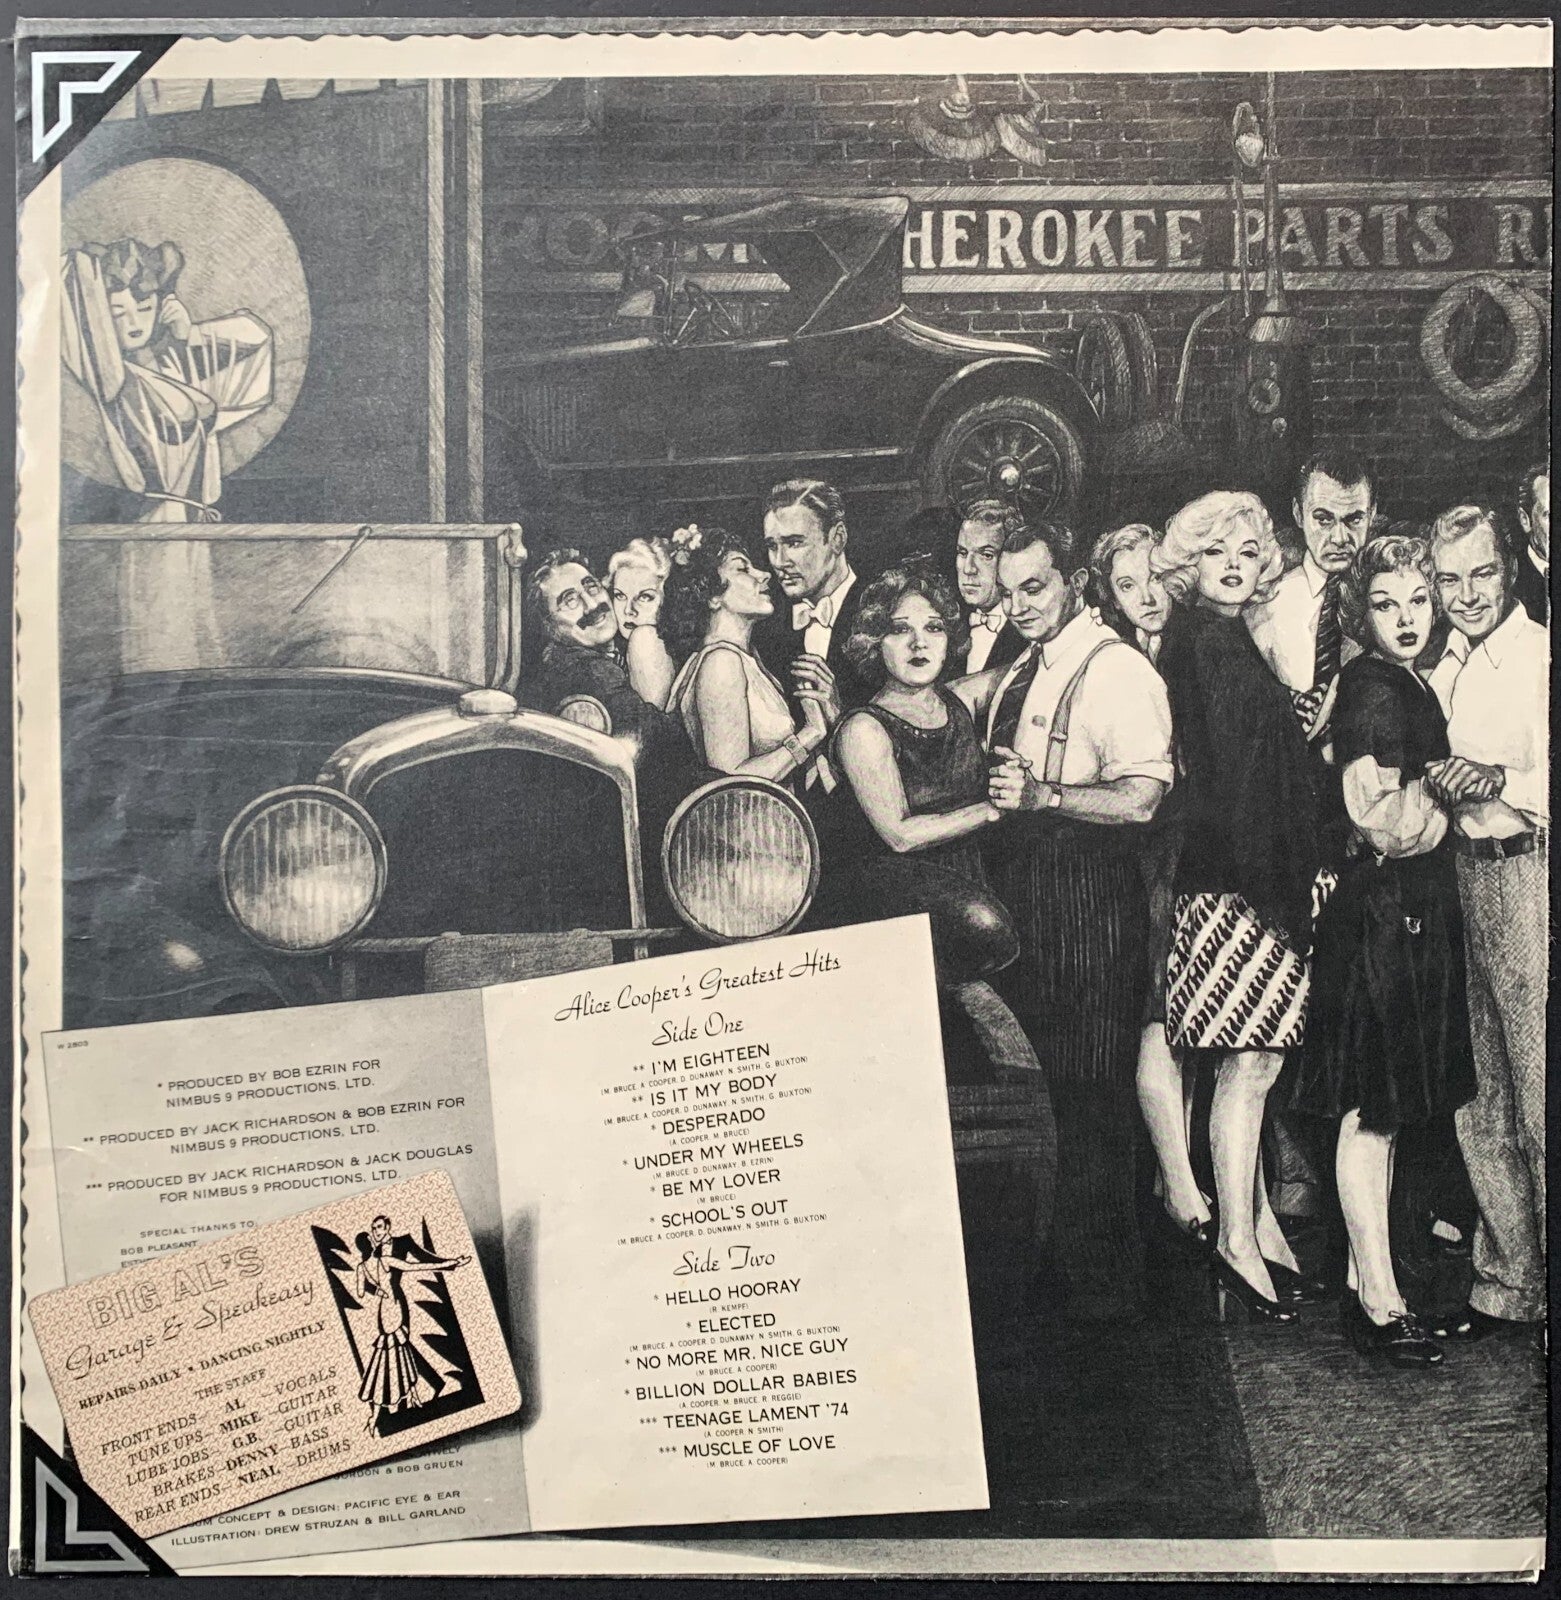 ROOM
HEROKEE PARTS R
Alice Cooper's Greatest Hits
Side One
** I'M EIGHTEEN
(M. BRUCE, A. COOPER, D. DUNAWAY, N. SMITH, G. BUXTON)
** IS IT MY BODY
(M. BRUCE, A. COOPER, D. DUNAWAY, N. SMITH, G. BUXTON)
* DESPERADO
(A. COOPER, M. BRUCE)
* UNDER MY WHEELS
(M. BRUCE, D. DUNAWAY, B. EZRIN)
* BE MY LOVER
(M. BRUCE)
* SCHOOL'S OUT
(M. BRUCE, A. COOPER, D. DUNAWAY, N. SMITH, G. BUXTON)
Side Two
* HELLO HOORAY
(R. KEMPF)
* ELECTED
(M. BRUCE, A. COOPER, D. DUNAWAY, N. SMITH, G. BUXTON)
* NO MORE MR. NICE GUY
(M. BRUCE, A. COOPER)
* BILLION DOLLAR BABIES
(A. COOPER, M. BRUCE, R. REGGIE)
*** TEENAGE LAMENT '74
(A. COOPER, N. SMITH)
*** MUSCLE OF LOVE
(M. BRUCE, A. COOPER)
W 2803
* PRODUCED BY BOB EZRIN FOR
NIMBUS 9 PRODUCTIONS, LTD.
** PRODUCED BY JACK RICHARDSON & BOB EZRIN FOR
NIMBUS 9 PRODUCTIONS, LTD.
*** PRODUCED BY JACK RICHARDSON & JACK DOUGLAS
FOR NIMBUS 9 PRODUCTIONS, LTD.
SPECIAL THANKS TO:
BOB PLEASANT
BIG AL'S
Garage & Speakeasy
REPAIRS DAILY • DANCING NIGHTLY
THE STAFF
FRONT ENDS– AL –VOCALS
TUNE UPS– MIKE –GUITAR
LUBE JOBS– G.B. –GUITAR
BRAKES–DENNY–BASS
REAR ENDS– NEAL –DRUMS
& BOB GRUEN
CONCEPT & DESIGN: PACIFIC EYE & EAR
ILLUSTRATION: DREW STRUZAN & BILL GARLAND